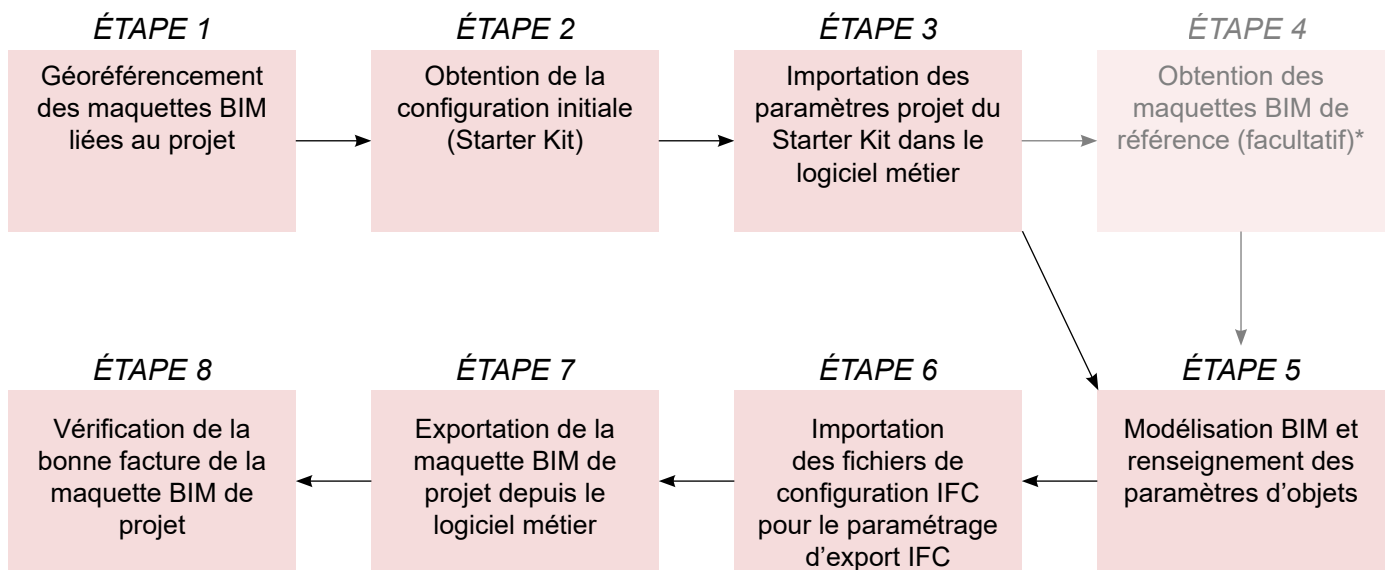 ÉTAPE 1
Géoréférencement
des maquettes BIM
liées au projet
ÉTAPE 2
Obtention de la
configuration initiale
(Starter Kit)
ÉTAPE 3
Importation des
paramètres projet du
Starter Kit dans le
logiciel métier
ÉTAPE 4
Obtention des
maquettes BIM de
référence (facultatif)*
ÉTAPE 5
Modélisation BIM et
renseignement des
paramètres d’objets
ÉTAPE 6
Importation
des fichiers de
configuration IFC
pour le paramétrage
d’export IFC
ÉTAPE 7
Exportation de la
maquette BIM de
projet depuis le
logiciel métier
ÉTAPE 8
Vérification de la
bonne facture de la
maquette BIM de
projet